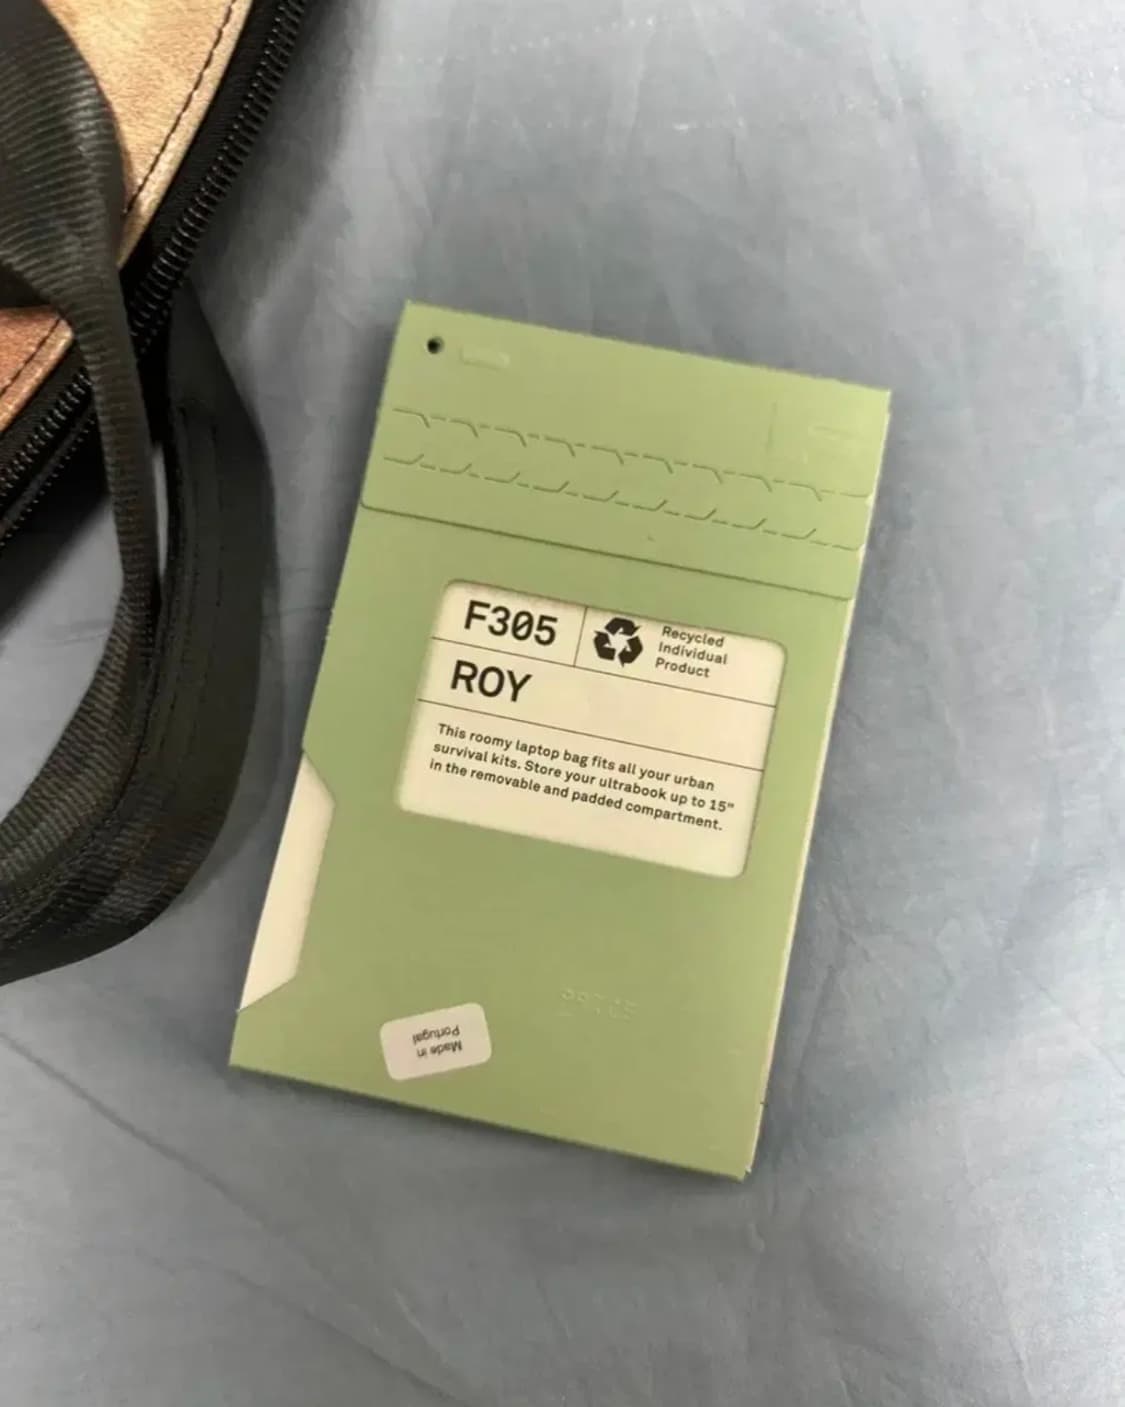 F305
Recycled
Individual
Product
ROY
This roomy laptop bag fits all your urban
survival kits. Store your ultrabook up to 15"
in the removable and padded compartment.
Made in
Portugal